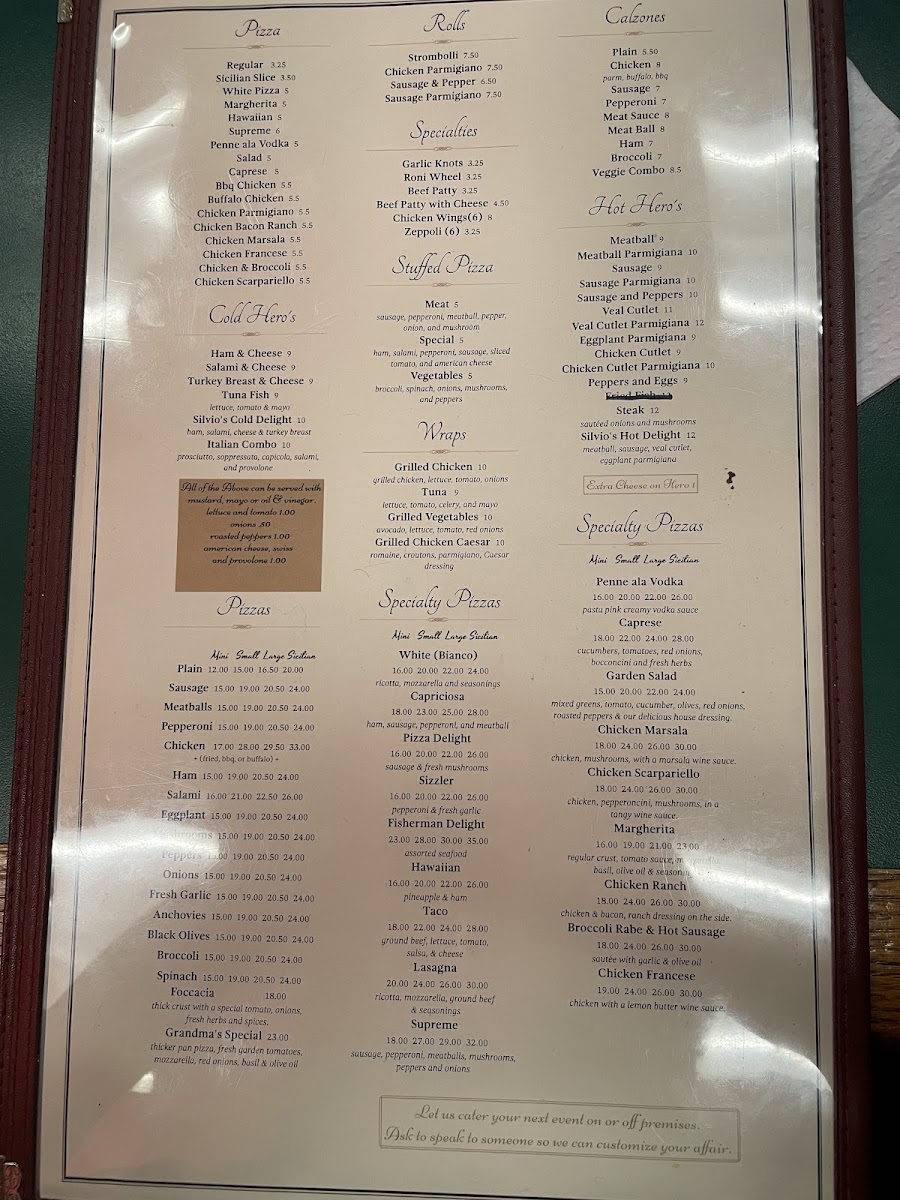 Pizza
Regular 3.25
Sicilian Slice 3.50
White Pizza 5
Margherita 5
Hawaiian 5
Supreme 6
Penne ala Vodka 5
Salad 5
Caprese 5
Bbq Chicken 5.5
Buffalo Chicken 5.5
Chicken Parmigiano 5.5
Chicken Bacon Ranch 5.5
Chicken Marsala 5.5
Chicken Francese 5.5
Chicken & Broccoli 5.5
Chicken Scarpariello 5.5
Cold Hero's
Ham & Cheese 9
Salami & Cheese 9
Turkey Breast & Cheese 9
Tuna Fish 9
lettuce, tomato & mayo
Silvio's Cold Delight 10
ham, salami, cheese & turkey breast
Italian Combo 10
prosciutto, soppressata, capicola, salami,
and provolone
All of the Above can be served with
mustard, mayo or oil & vinegar.
lettuce and tomato 1.00
onions .50
roasted peppers 1.00
american cheese, swiss
and provolone 1.00
Pizzas
Mini Small Large Sicilian
Plain 12.00 15.00 16.50 20.00
Sausage 15.00 19.00 20.50 24.00
Meatballs 15.00 19.00 20.50 24.00
Pepperoni 15.00 19.00 20.50 24.00
Chicken 17.00 28.00 29.50 33.00
+ (fried, bbq, or buffalo) +
Ham 15.00 19.00 20.50 24.00
Salami 16.00 21.00 22.50 26.00
Eggplant 15.00 19.00 20.50 24.00
15.00 19.00 20.50 24.00
Peppers 15.00 19.00 20.50 24.00
Onions 15.00 19.00 20.50 24.00
Fresh Garlic 15.00 19.00 20.50 24.00
Anchovies 15.00 19.00 20.50 24.00
Black Olives 15.00 19.00 20.50 24.00
Broccoli 15.00 19.00 20.50 24.00
Spinach 15.00 19.00 20.50 24.00
Foccacia 18.00
thick crust with a special tomato, onions,
fresh herbs and spices.
Grandma's Special 23.00
thicker pan pizza, fresh garden tomatoes,
mozzarella, red onions, basil & olive oil
Rolls
Strombolli 7.50
Chicken Parmigiano 7.50
Sausage & Pepper 6.50
Sausage Parmigiano 7.50
Specialties
Garlic Knots 3.25
Roni Wheel 3.25
Beef Patty 3.25
Beef Patty with Cheese 4.50
Chicken Wings(6) 8
Zeppoli (6) 3.25
Stuffed Pizza
Meat 5
sausage, pepperoni, meatball, pepper,
onion, and mushroom
Special 5
ham, salami, pepperoni, sausage, sliced
tomato, and american cheese
Vegetables 5
broccoli, spinach, onions, mushrooms,
and peppers
Wraps
Grilled Chicken 10
grilled chicken, lettuce, tomato, onions
Tuna 9
lettuce, tomato, celery, and mayo
Grilled Vegetables 10
avocado, lettuce, tomato, red onions
Grilled Chicken Caesar 10
romaine, croutons, parmigiano, Caesar
dressing
Specialty Pizzas
Mini Small Large Sicilian
White (Bianco)
16.00 20.00 22.00 24.00
ricotta, mozzarella and seasonings
Capriciosa
18.00 23.00 25.00 28.00
ham, sausage, pepperoni, and meatball
Pizza Delight
16.00 20.00 22.00 26.00
sausage & fresh mushrooms
Sizzler
16.00 20.00 22.00 26.00
pepperoni & fresh garlic
Fisherman Delight
23.00 28.00 30.00 35.00
assorted seafood
Hawaiian
16.00 20.00 22.00 26.00
pineapple & ham
Taco
18.00 22.00 24.00 28.00
ground beef, lettuce, tomato,
salsa, & cheese
Lasagna
20.00 24.00 26.00 30.00
ricotta, mozzarella, ground beef
& seasonings
Supreme
18.00 27.00 29.00 32.00
sausage, pepperoni, meatballs, mushrooms,
peppers and onions
Calzones
Plain 5.50
Chicken 8
parm, buffalo, bbq
Sausage 7
Pepperoni 7
Meat Sauce 8
Meat Ball 8
Ham 7
Broccoli 7
Veggie Combo 8.5
Hot Hero's
Meatball 9
Meatball Parmigiana 10
Sausage 9
Sausage Parmigiana 10
Sausage and Peppers 10
Veal Cutlet 11
Veal Cutlet Parmigiana 12
Eggplant Parmigiana 9
Chicken Cutlet 9
Chicken Cutlet Parmigiana 10
Peppers and Eggs 9
Steak 12
sautéed onions and mushrooms
Silvio's Hot Delight 12
meatball, sausage, veal cutlet,
eggplant parmigiana
Extra Cheese on Hero 1
Specialty Pizzas
Mini Small Large Sicilian
Penne ala Vodka
16.00 20.00 22.00 26.00
pasta pink creamy vodka sauce
Caprese
18.00 22.00 24.00 28.00
cucumbers, tomatoes, red onions,
bocconcini and fresh herbs
Garden Salad
15.00 20.00 22.00 24.00
mixed greens, tomato, cucumber, olives, red onions,
roasted peppers & our delicious house dressing.
Chicken Marsala
18.00 24.00 26.00 30.00
chicken, mushrooms, with a marsala wine sauce.
Chicken Scarpariello
18.00 24.00 26.00 30.00
chicken, pepperoncini, mushrooms, in a
tangy wine sauce.
Margherita
16.00 19.00 21.00 23.00
regular crust, tomato sauce,
basil, olive oil &
Chicken Ranch
18.00 24.00 26.00 30.00
chicken & bacon, ranch dressing on the side.
Broccoli Rabe & Hot Sausage
18.00 24.00 26.00 30.00
sautée with garlic & olive oil
Chicken Francese
19.00 24.00 26.00 30.00
chicken with a lemon butter wine sauce.
Let us cater your next event on or off premises.
Ask to speak to someone so we can customize your affair.